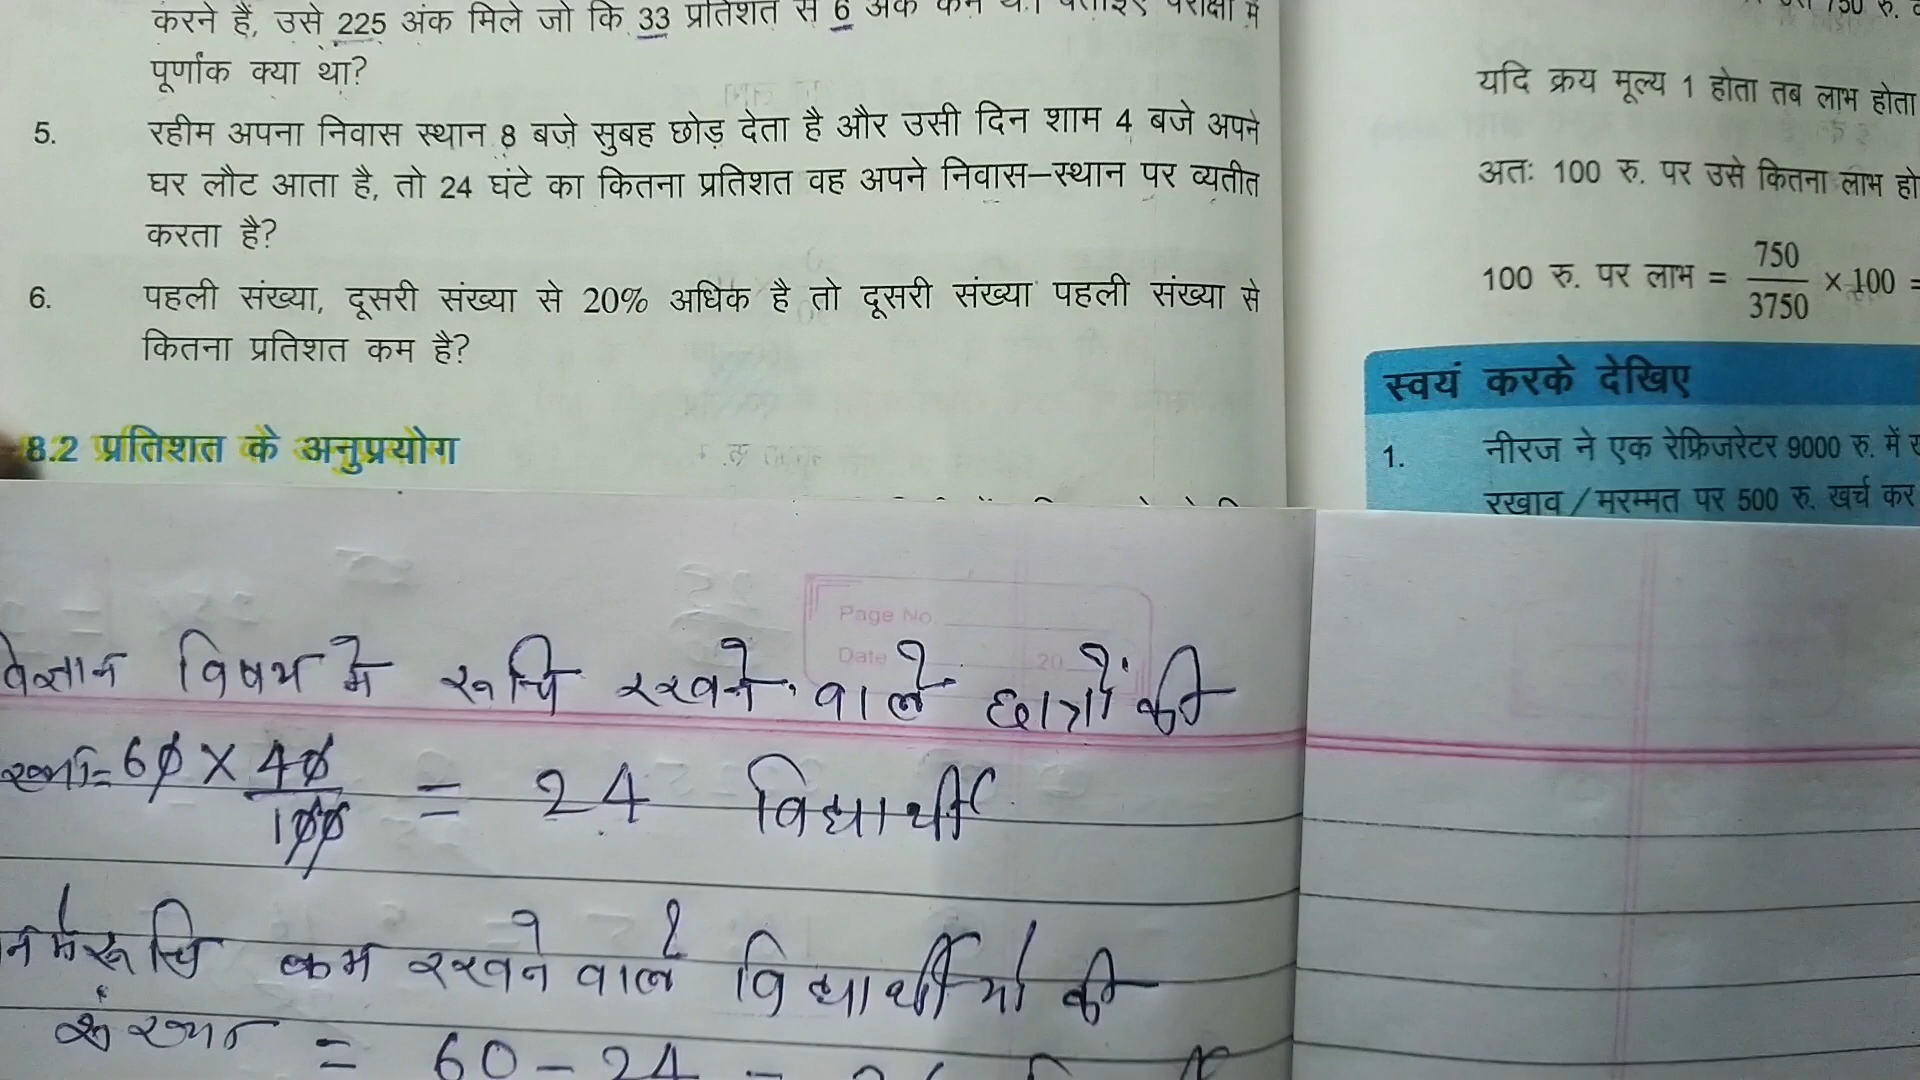 करने हैं, उसे 225 अंक मिले जो कि 33 प्रतिशत से 6 अंक कम थे। बताइए परीक्षा में
पूर्णांक क्या था?
5. रहीम अपना निवास स्थान 8 बजे सुबह छोड़ देता है और उसी दिन शाम 4 बजे अपने
घर लौट आता है, तो 24 घंटे का कितना प्रतिशत वह अपने निवास–स्थान पर व्यतीत
करता है?
6. पहली संख्या, दूसरी संख्या से 20% अधिक है तो दूसरी संख्या पहली संख्या से
कितना प्रतिशत कम है?
8.2 प्रतिशत के अनुप्रयोग
750 रु.
यदि क्रय मूल्य 1 होता तब लाभ होता
अतः 100 रु. पर उसे कितना लाभ हो
100 रु. पर लाभ = 750/3750 × 100 =
स्वयं करके देखिए
1. नीरज ने एक रेफ्रिजरेटर 9000 रु. में
रखाव / मरम्मत पर 500 रु. खर्च कर
Page No.
Date 20
विषय में रूचि रखने वाले छात्रों की
= 60 × 40/100 = 24 विद्यार्थी
रूचि कम रखने वाले विद्यार्थीयों की
संख्या = 60 - 24 =